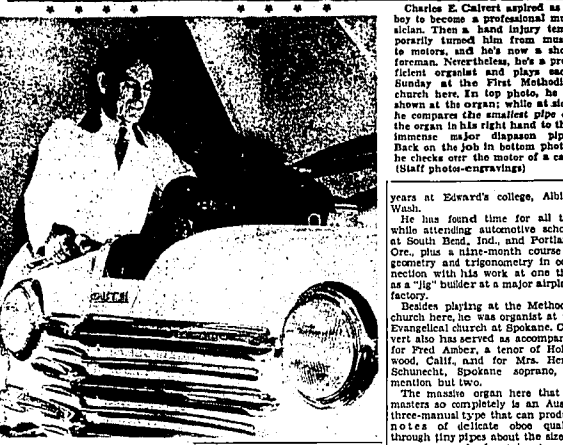 Charles E. Calvert aspired as
boy to become a professional mu
sician. Then a hand injury tem
porarily turned him from mus
to motors, and he's now a sho
foreman. Nevertheless, he's a pro
ficient organist and plays eac
Sunday at the First Methodi
church here. In top photo, he
shown at the organ; while at sid
he compares the smallest pipe
the organ in his right hand to th
immense major diapason pip
Back on the job in bottom phot
he checks over the motor of a ca
(Staff photos-engravings)
years at Edward's college, Albi
Wash.
He has found time for all t
while attending automotive scho
at South Bend, Ind., and Portla
Ore., plus a nine-month course
geometry and trigonometry in co
nection with his work at one ti
as a "jig" builder at a major airpla
factory.
Besides playing at the Method
church here, he was organist at
Evangelical church at Spokane. C
vert also has served as accompan
for Fred Amber, a tenor of Hol
wood, Calif., and for Mrs. Hen
Schunecht, Spokane soprano,
mention but two.
The massive organ here that
masters so completely is an Aus
three-manual type that can prod
notes of delicate oboe qual
through tiny pipes about the size